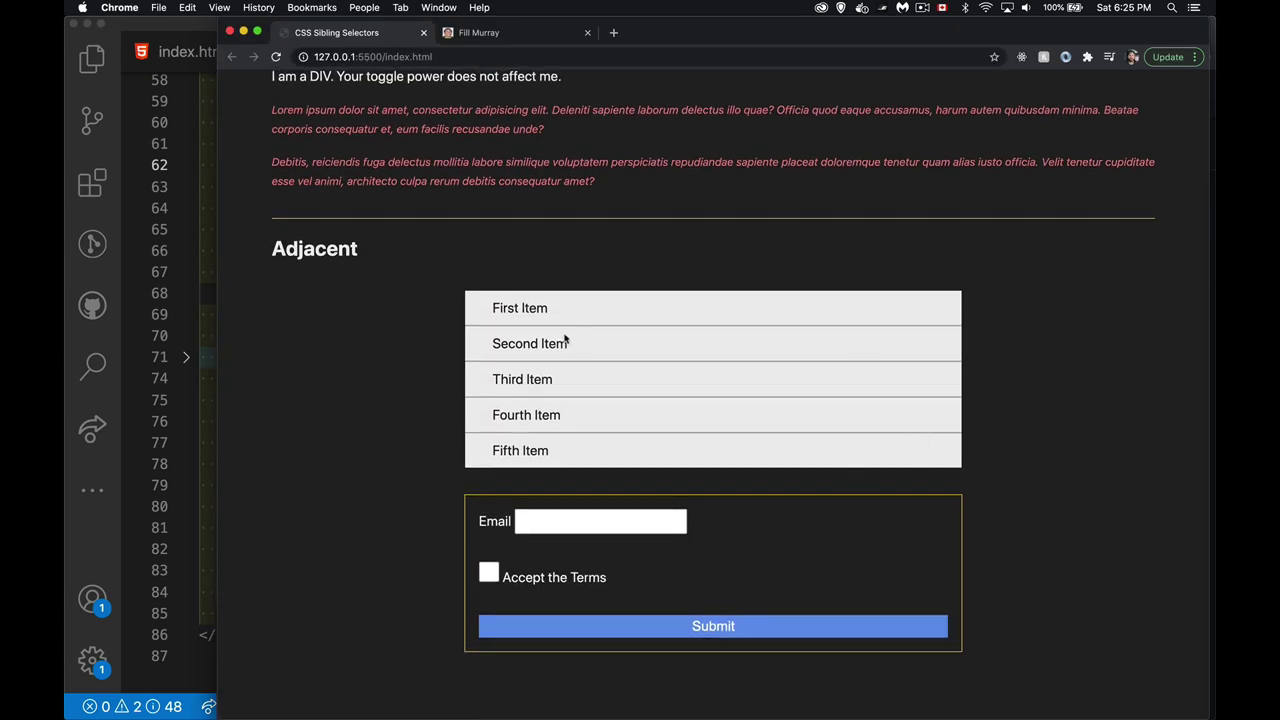 Chrome File Edit View History Bookmarks People Tab Window Help 100% Sat 6:25 PM
CSS Sibling Selectors Fill Murray
index.htm
127.0.0.1:5500/index.html Update
58
59
60
61
62
63
64
65
66
67
68
69
70
71
74
75
76
77
78
79
80
81
82
83
84
85
86 </
87
I am a DIV. Your toggle power does not affect me.
Lorem ipsum dolor sit amet, consectetur adipisicing elit. Deleniti sapiente laborum delectus illo quae? Officia quod eaque accusamus, harum autem quibusdam minima. Beatae
corporis consequatur et, eum facilis recusandae unde?
Debitis, reiciendis fuga delectus mollitia labore similique voluptatem perspiciatis repudiandae sapiente placeat doloremque tenetur quam alias iusto officia. Velit tenetur cupiditate
esse vel animi, architecto culpa rerum debitis consequatur amet?
Adjacent
First Item
Second Item
Third Item
Fourth Item
Fifth Item
Email
Accept the Terms
Submit
1
1
0 2 48